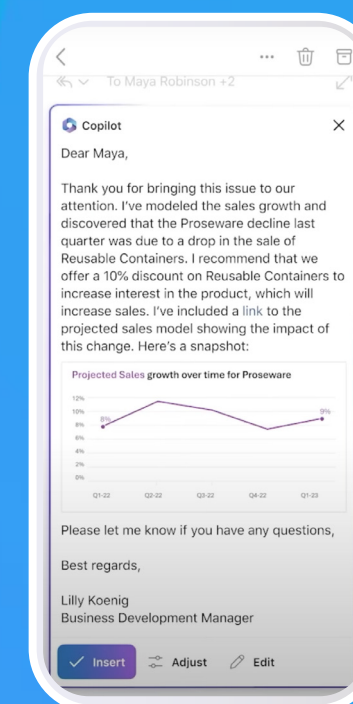 To Maya Robinson +2
Copilot
Dear Maya,
Thank you for bringing this issue to our
attention. I've modeled the sales growth and
discovered that the Proseware decline last
quarter was due to a drop in the sale of
Reusable Containers. I recommend that we
offer a 10% discount on Reusable Containers to
increase interest in the product, which will
increase sales. I've included a link to the
projected sales model showing the impact of
this change. Here's a snapshot:
Projected Sales growth over time for Proseware
12%
10%
8%
6%
4%
2%
0%
8%
9%
Q1-22 Q2-22 Q3-22 Q4-22 Q1-23
Please let me know if you have any questions,
Best regards,
Lilly Koenig
Business Development Manager
Insert Adjust Edit